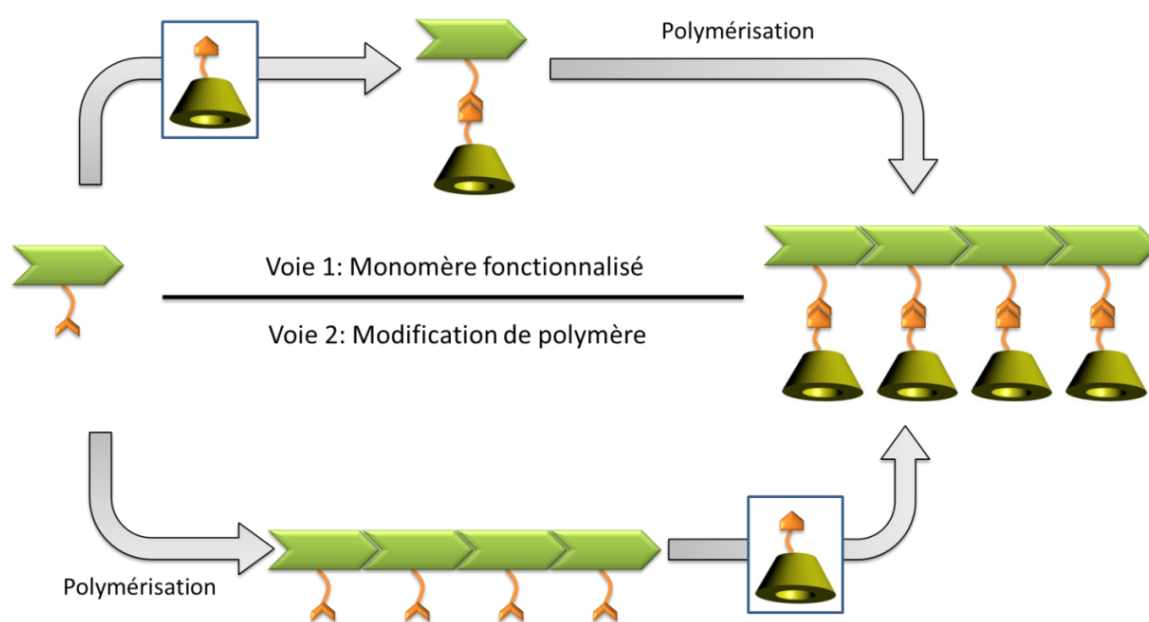 Polymérisation
Voie 1: Monomère fonctionnalisé
Voie 2: Modification de polymère
Polymérisation